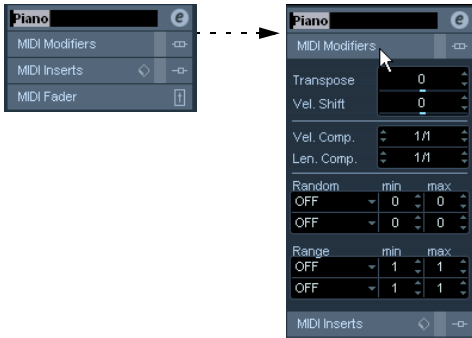 Piano e
MIDI Modifiers
MIDI Inserts
MIDI Fader
Piano e
MIDI Modifiers
Transpose 0
Vel. Shift 0
Vel. Comp. 1/1
Len. Comp. 1/1
Random min max
OFF 0 0
OFF 0 0
Range min max
OFF 1 1
OFF 1 1
MIDI Inserts